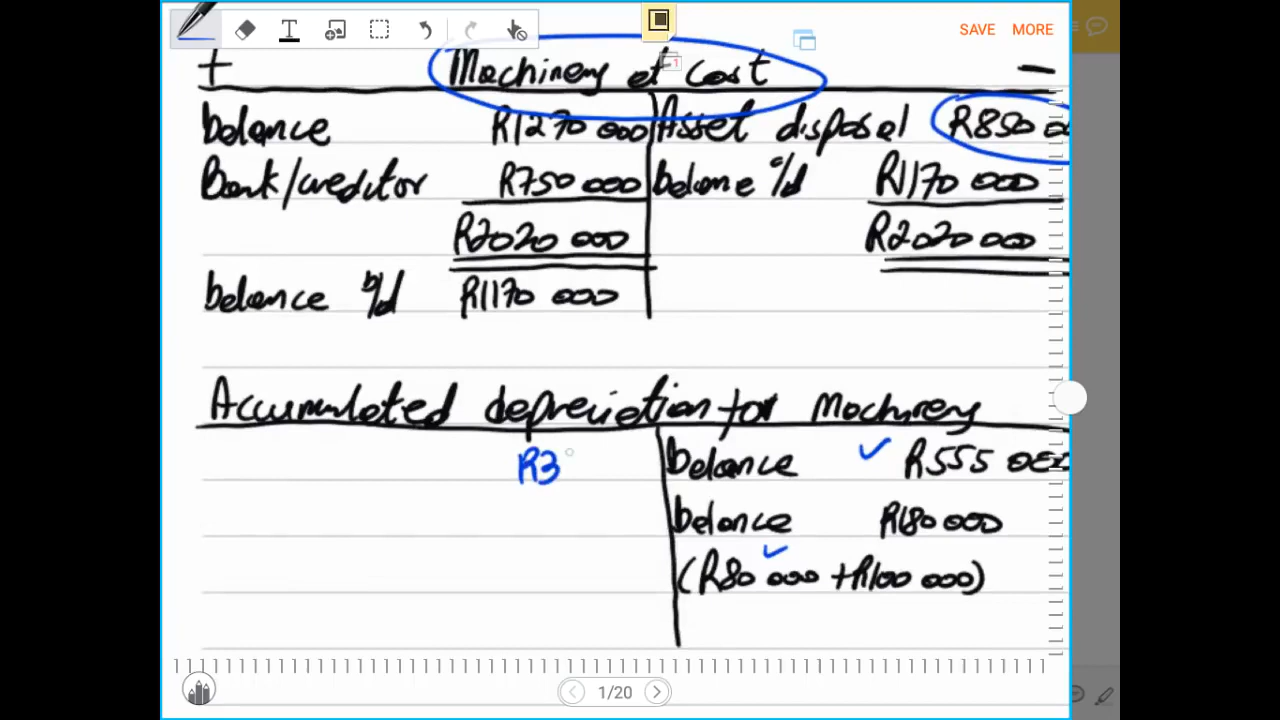 T SAVE MORE
+ Machinery at Cost -
balance R1270 000 Asset disposal R850 00
Bank/creditor R750 000 balance c/d R1170 000
R2020 000 R2020 000
balance b/d R1170 000
Accumulated depreciation for Machinery
R3 balance ✓ R555 000
balance R180 000
(R80 000 + R100 000)
1/20